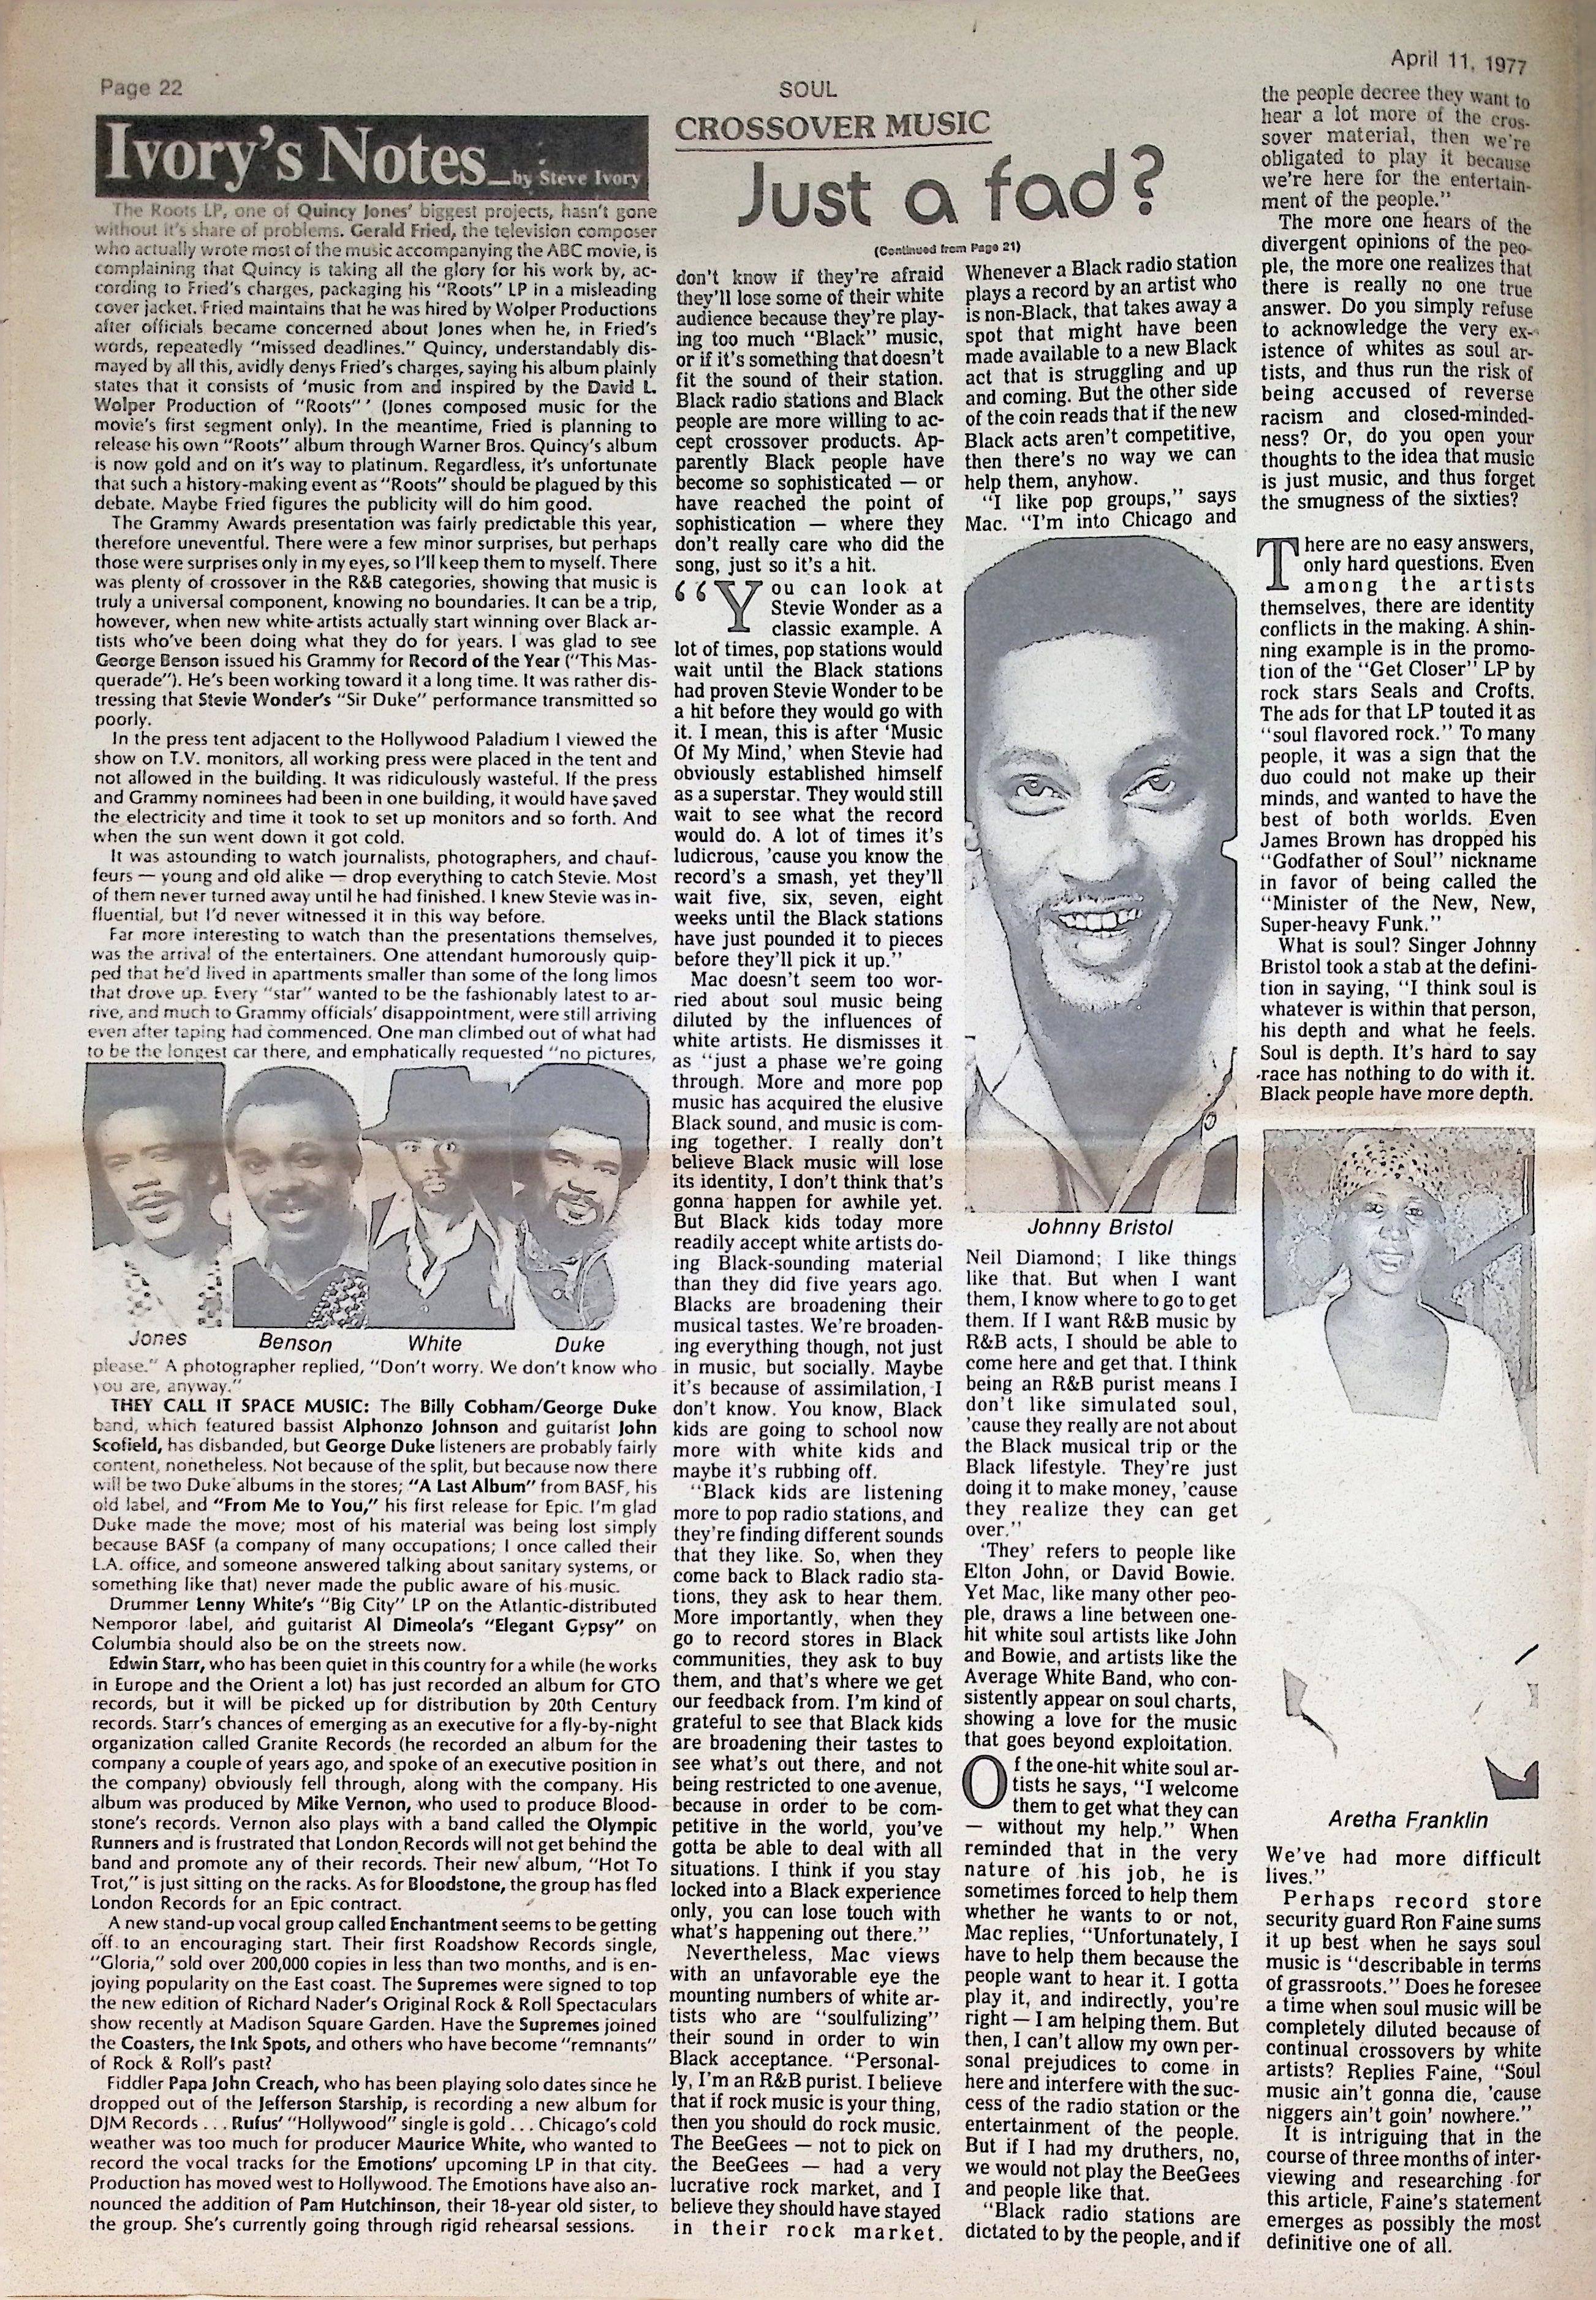 Page 22
SOUL
April 11, 1977
Ivory's Notes
by Steve Ivory
The Roots LP, one of Quincy Jones' biggest projects, hasn't gone
without it's share of problems. Gerald Fried, the television composer
who actually wrote most of the music accompanying the ABC movie, is
complaining that Quincy is taking all the glory for his work by, ac-
cording to Fried's charges, packaging his "Roots" LP in a misleading
cover jacket. Fried maintains that he was hired by Wolper Productions
after officials became concerned about Jones when he, in Fried's
words, repeatedly "missed deadlines." Quincy, understandably dis-
mayed by all this, avidly denys Fried's charges, saying his album plainly
states that it consists of 'music from and inspired by the David L.
Wolper Production of "Roots"' (Jones composed music for the
movie's first segment only). In the meantime, Fried is planning to
release his own "Roots" album through Warner Bros. Quincy's album
is now gold and on it's way to platinum. Regardless, it's unfortunate
that such a history-making event as "Roots" should be plagued by this
debate. Maybe Fried figures the publicity will do him good.
The Grammy Awards presentation was fairly predictable this year,
therefore uneventful. There were a few minor surprises, but perhaps
those were surprises only in my eyes, so I'll keep them to myself. There
was plenty of crossover in the R&B categories, showing that music is
truly a universal component, knowing no boundaries. It can be a trip,
however, when new white artists actually start winning over Black ar-
tists who've been doing what they do for years. I was glad to see
George Benson issued his Grammy for Record of the Year ("This Mas-
querade"). He's been working toward it a long time. It was rather dis-
tressing that Stevie Wonder's "Sir Duke" performance transmitted so
poorly.
In the press tent adjacent to the Hollywood Paladium I viewed the
show on T.V. monitors, all working press were placed in the tent and
not allowed in the building. It was ridiculously wasteful. If the press
and Grammy nominees had been in one building, it would have saved
the electricity and time it took to set up monitors and so forth. And
when the sun went down it got cold.
It was astounding to watch journalists, photographers, and chauf-
feurs — young and old alike — drop everything to catch Stevie. Most
of them never turned away until he had finished. I knew Stevie was in-
fluential, but I'd never witnessed it in this way before.
Far more interesting to watch than the presentations themselves,
was the arrival of the entertainers. One attendant humorously quip-
ped that he'd lived in apartments smaller than some of the long limos
that drove up. Every "star" wanted to be the fashionably latest to ar-
rive, and much to Grammy officials' disappointment, were still arriving
even after taping had commenced. One man climbed out of what had
to be the longest car there, and emphatically requested "no pictures,
Jones
Benson
White
Duke
please." A photographer replied, "Don't worry. We don't know who
you are, anyway."
THEY CALL IT SPACE MUSIC: The Billy Cobham/George Duke
band, which featured bassist Alphonzo Johnson and guitarist John
Scofield, has disbanded, but George Duke listeners are probably fairly
content, nonetheless. Not because of the split, but because now there
will be two Duke albums in the stores; "A Last Album" from BASF, his
old label, and "From Me to You," his first release for Epic. I'm glad
Duke made the move; most of his material was being lost simply
because BASF (a company of many occupations; I once called their
L.A. office, and someone answered talking about sanitary systems, or
something like that) never made the public aware of his music.
Drummer Lenny White's "Big City" LP on the Atlantic-distributed
Nemporor label, and guitarist Al Dimeola's "Elegant Gypsy" on
Columbia should also be on the streets now.
Edwin Starr, who has been quiet in this country for a while (he works
in Europe and the Orient a lot) has just recorded an album for GTO
records, but it will be picked up for distribution by 20th Century
records. Starr's chances of emerging as an executive for a fly-by-night
organization called Granite Records (he recorded an album for the
company a couple of years ago, and spoke of an executive position in
the company) obviously fell through, along with the company. His
album was produced by Mike Vernon, who used to produce Blood-
stone's records. Vernon also plays with a band called the Olympic
Runners and is frustrated that London Records will not get behind the
band and promote any of their records. Their new album, "Hot To
Trot," is just sitting on the racks. As for Bloodstone, the group has fled
London Records for an Epic contract.
A new stand-up vocal group called Enchantment seems to be getting
off to an encouraging start. Their first Roadshow Records single,
"Gloria," sold over 200,000 copies in less than two months, and is en-
joying popularity on the East coast. The Supremes were signed to top
the new edition of Richard Nader's Original Rock & Roll Spectaculars
show recently at Madison Square Garden. Have the Supremes joined
the Coasters, the Ink Spots, and others who have become "remnants"
of Rock & Roll's past?
Fiddler Papa John Creach, who has been playing solo dates since he
dropped out of the Jefferson Starship, is recording a new album for
DJM Records . . . Rufus' "Hollywood" single is gold . . . Chicago's cold
weather was too much for producer Maurice White, who wanted to
record the vocal tracks for the Emotions' upcoming LP in that city.
Production has moved west to Hollywood. The Emotions have also an-
nounced the addition of Pam Hutchinson, their 18-year old sister, to
the group. She's currently going through rigid rehearsal sessions.
CROSSOVER MUSIC
Just a fad?
(Continued from Page 21)
don't know if they're afraid
they'll lose some of their white
audience because they're play-
ing too much "Black" music,
or if it's something that doesn't
fit the sound of their station.
Black radio stations and Black
people are more willing to ac-
cept crossover products. Ap-
parently Black people have
become so sophisticated — or
have reached the point of
sophistication — where they
don't really care who did the
song, just so it's a hit.
"You can look at
Stevie Wonder as a
classic example. A
lot of times, pop stations would
wait until the Black stations
had proven Stevie Wonder to be
a hit before they would go with
it. I mean, this is after 'Music
Of My Mind,' when Stevie had
obviously established himself
as a superstar. They would still
wait to see what the record
would do. A lot of times it's
ludicrous, 'cause you know the
record's a smash, yet they'll
wait five, six, seven, eight
weeks until the Black stations
have just pounded it to pieces
before they'll pick it up."
Mac doesn't seem too wor-
ried about soul music being
diluted by the influences of
white artists. He dismisses it
as "just a phase we're going
through. More and more pop
music has acquired the elusive
Black sound, and music is com-
ing together. I really don't
believe Black music will lose
its identity, I don't think that's
gonna happen for awhile yet.
But Black kids today more
readily accept white artists do-
ing Black-sounding material
than they did five years ago.
Blacks are broadening their
musical tastes. We're broaden-
ing everything though, not just
in music, but socially. Maybe
it's because of assimilation, I
don't know. You know, Black
kids are going to school now
more with white kids and
maybe it's rubbing off.
"Black kids are listening
more to pop radio stations, and
they're finding different sounds
that they like. So, when they
come back to Black radio sta-
tions, they ask to hear them.
More importantly, when they
go to record stores in Black
communities, they ask to buy
them, and that's where we get
our feedback from. I'm kind of
grateful to see that Black kids
are broadening their tastes to
see what's out there, and not
being restricted to one avenue,
because in order to be com-
petitive in the world, you've
gotta be able to deal with all
situations. I think if you stay
locked into a Black experience
only, you can lose touch with
what's happening out there."
Nevertheless, Mac views
with an unfavorable eye the
mounting numbers of white ar-
tists who are "soulfulizing"
their sound in order to win
Black acceptance. "Personal-
ly, I'm an R&B purist. I believe
that if rock music is your thing,
then you should do rock music.
The BeeGees — not to pick on
the BeeGees — had a very
lucrative rock market, and I
believe they should have stayed
in their rock market.
Whenever a Black radio station
plays a record by an artist who
is non-Black, that takes away a
spot that might have been
made available to a new Black
act that is struggling and up
and coming. But the other side
of the coin reads that if the new
Black acts aren't competitive,
then there's no way we can
help them, anyhow.
"I like pop groups," says
Mac. "I'm into Chicago and
Johnny Bristol
Neil Diamond; I like things
like that. But when I want
them, I know where to go to get
them. If I want R&B music by
R&B acts, I should be able to
come here and get that. I think
being an R&B purist means I
don't like simulated soul,
'cause they really are not about
the Black musical trip or the
Black lifestyle. They're just
doing it to make money, 'cause
they realize they can get
over."
'They' refers to people like
Elton John, or David Bowie.
Yet Mac, like many other peo-
ple, draws a line between one-
hit white soul artists like John
and Bowie, and artists like the
Average White Band, who con-
sistently appear on soul charts,
showing a love for the music
that goes beyond exploitation.
Of the one-hit white soul ar-
tists he says, "I welcome
them to get what they can
— without my help." When
reminded that in the very
nature of his job, he is
sometimes forced to help them
whether he wants to or not,
Mac replies, "Unfortunately, I
have to help them because the
people want to hear it. I gotta
play it, and indirectly, you're
right — I am helping them. But
then, I can't allow my own per-
sonal prejudices to come in
here and interfere with the suc-
cess of the radio station or the
entertainment of the people.
But if I had my druthers, no,
we would not play the BeeGees
and people like that.
"Black radio stations are
dictated to by the people, and if
the people decree they want to
hear a lot more of the cros-
sover material, then we're
obligated to play it because
we're here for the entertain-
ment of the people."
The more one hears of the
divergent opinions of the peo-
ple, the more one realizes that
there is really no one true
answer. Do you simply refuse
to acknowledge the very ex-
istence of whites as soul ar-
tists, and thus run the risk of
being accused of reverse
racism and closed-minded-
ness? Or, do you open your
thoughts to the idea that music
is just music, and thus forget
the smugness of the sixties?
There are no easy answers,
only hard questions. Even
among the artists
themselves, there are identity
conflicts in the making. A shin-
ning example is in the promo-
tion of the "Get Closer" LP by
rock stars Seals and Crofts.
The ads for that LP touted it as
"soul flavored rock." To many
people, it was a sign that the
duo could not make up their
minds, and wanted to have the
best of both worlds. Even
James Brown has dropped his
"Godfather of Soul" nickname
in favor of being called the
"Minister of the New, New,
Super-heavy Funk."
What is soul? Singer Johnny
Bristol took a stab at the defini-
tion in saying, "I think soul is
whatever is within that person,
his depth and what he feels.
Soul is depth. It's hard to say
race has nothing to do with it.
Black people have more depth.
Aretha Franklin
We've had more difficult
lives."
Perhaps record store
security guard Ron Faine sums
it up best when he says soul
music is "describable in terms
of grassroots." Does he foresee
a time when soul music will be
completely diluted because of
continual crossovers by white
artists? Replies Faine, "Soul
music ain't gonna die, 'cause
niggers ain't goin' nowhere."
It is intriguing that in the
course of three months of inter-
viewing and researching for
this article, Faine's statement
emerges as possibly the most
definitive one of all.